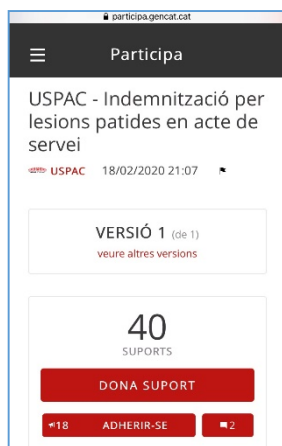 participa.gencat.cat
Participa
USPAC - Indemnització per
lesions patides en acte de
servei
USPAC 18/02/2020 21:07
VERSIÓ 1 (de 1)
veure altres versions
40
SUPORTS
DONA SUPORT
18 ADHERIR-SE 2